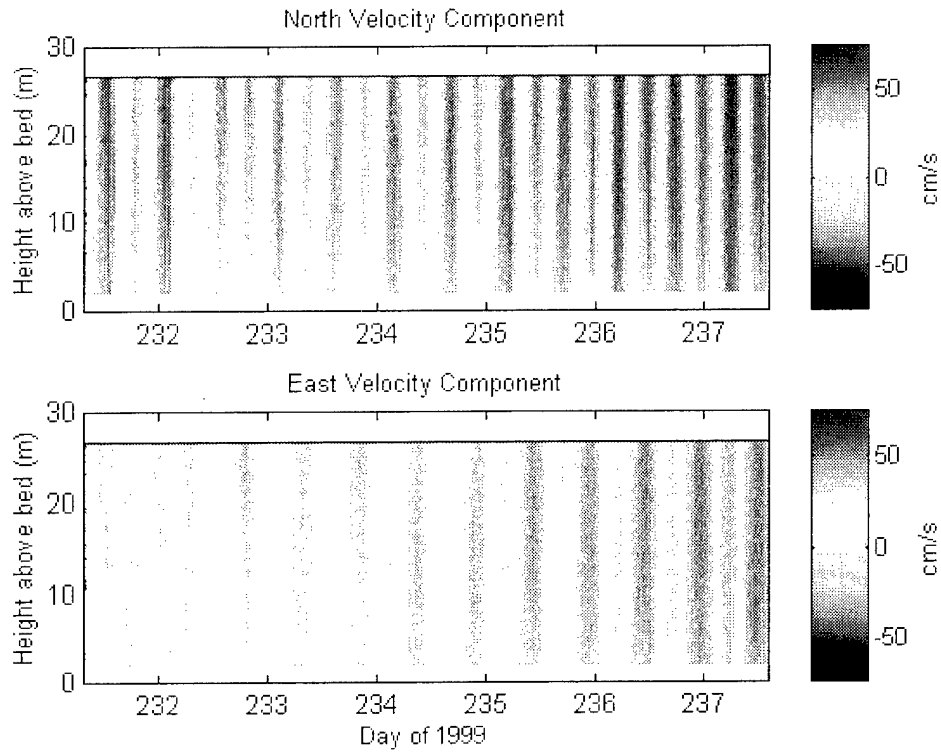 North Velocity Component
30
20
10
0
Height above bed (m)
232 233 234 235 236 237
50
0
-50
cm/s
East Velocity Component
30
20
10
0
Height above bed (m)
232 233 234 235 236 237
Day of 1999
50
0
-50
cm/s